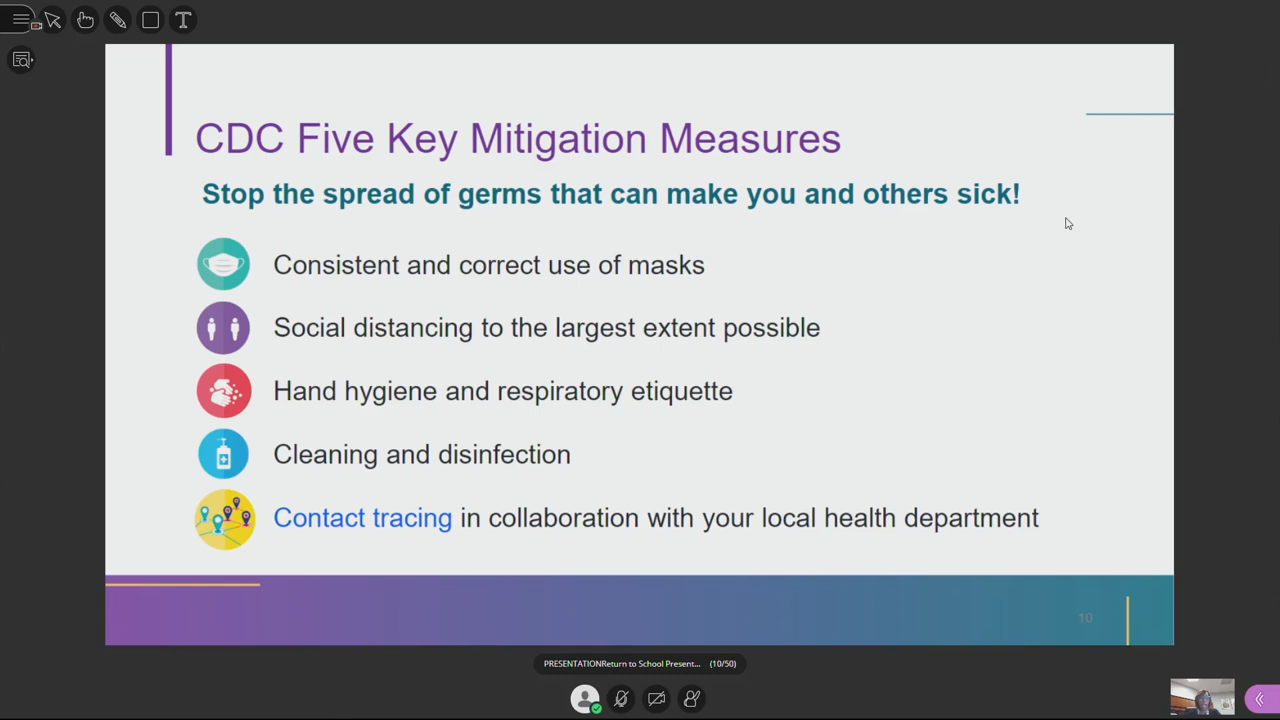 T
CDC Five Key Mitigation Measures
Stop the spread of germs that can make you and others sick!
Consistent and correct use of masks
Social distancing to the largest extent possible
Hand hygiene and respiratory etiquette
Cleaning and disinfection
Contact tracing in collaboration with your local health department
10
PRESENTATIONReturn to School Present... (10/50)